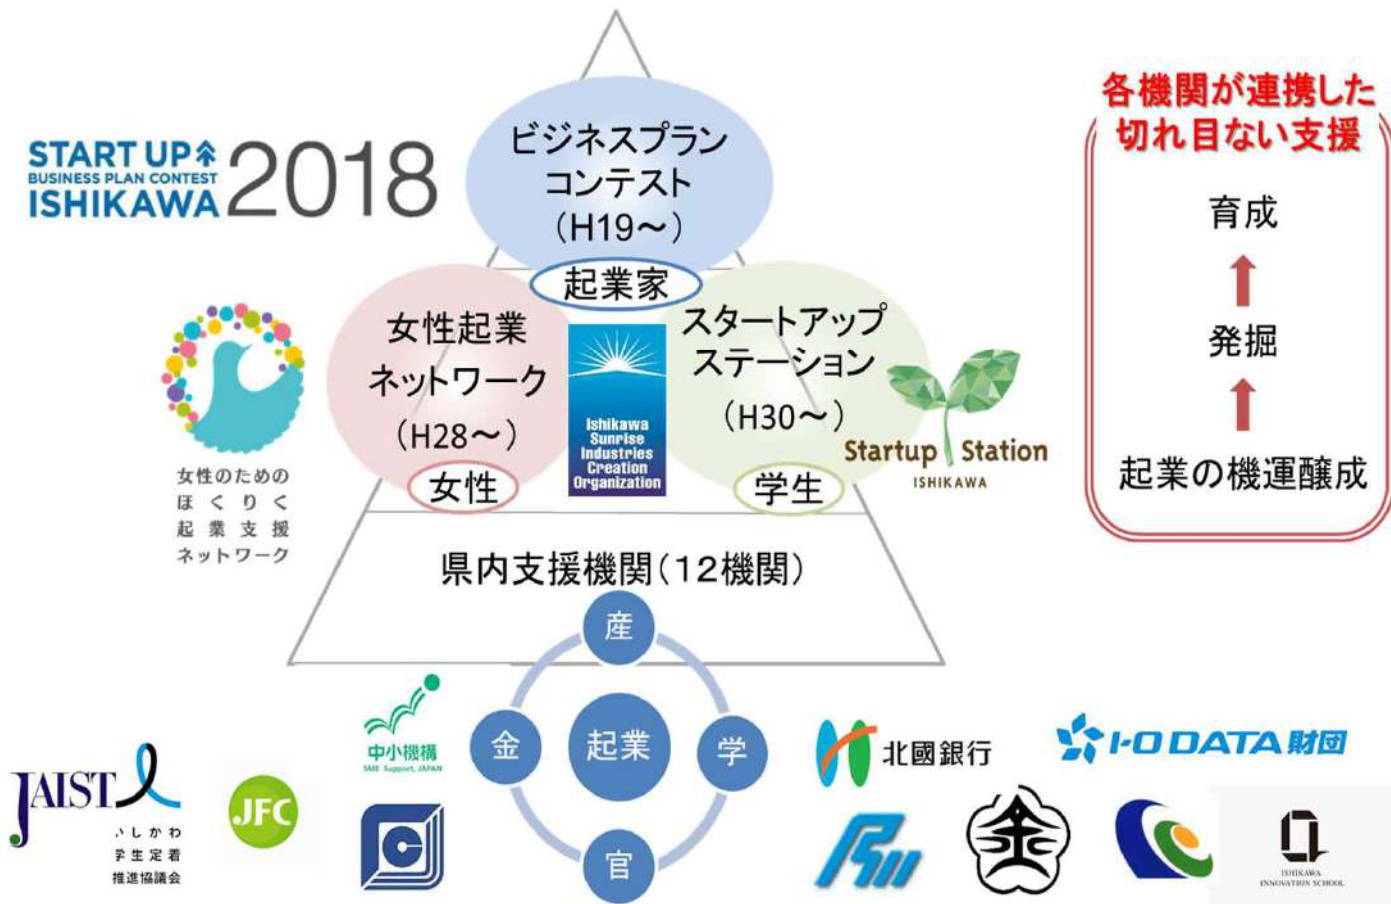 START UP
BUSINESS PLAN CONTEST
ISHIKAWA
2018
ビジネスプラン
コンテスト
(H19～)
起業家
女性起業
ネットワーク
(H28～)
女性
Ishikawa
Sunrise
Industries
Creation
Organization
スタートアップ
ステーション
(H30～)
学生
Startup Station
ISHIKAWA
女性のための
ほくりく
起業支援
ネットワーク
各機関が連携した
切れ目ない支援
育成
発掘
起業の機運醸成
県内支援機関(12機関)
産
金
起業
学
官
中小機構
SME Support, JAPAN
JAIST
いしかわ
学生定着
推進協議会
JFC
北國銀行
I-O DATA 財団
ISHIKAWA
INNOVATION SCHOOL